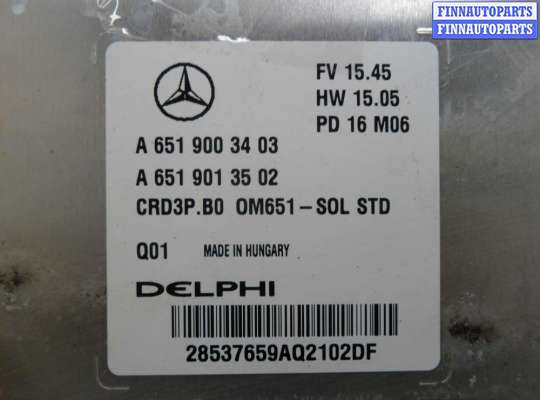 FINNAUTOPARTS
FINNAUTOPARTS
FV 15.45
HW 15.05
PD 16 M06
A 651 900 34 03
A 651 901 35 02
CRD3P.B0 OM651-SOL STD
Q01 MADE IN HUNGARY
DELPHI
28537659AQ2102DF